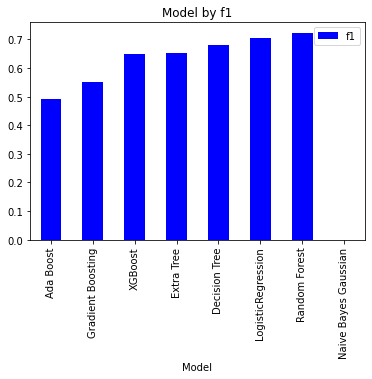 Model by f1
f1
0.7
0.6
0.5
0.4
0.3
0.2
0.1
0.0
Ada Boost
Gradient Boosting
XGBoost
Extra Tree
Decision Tree
LogisticRegression
Random Forest
Naive Bayes Gaussian
Model